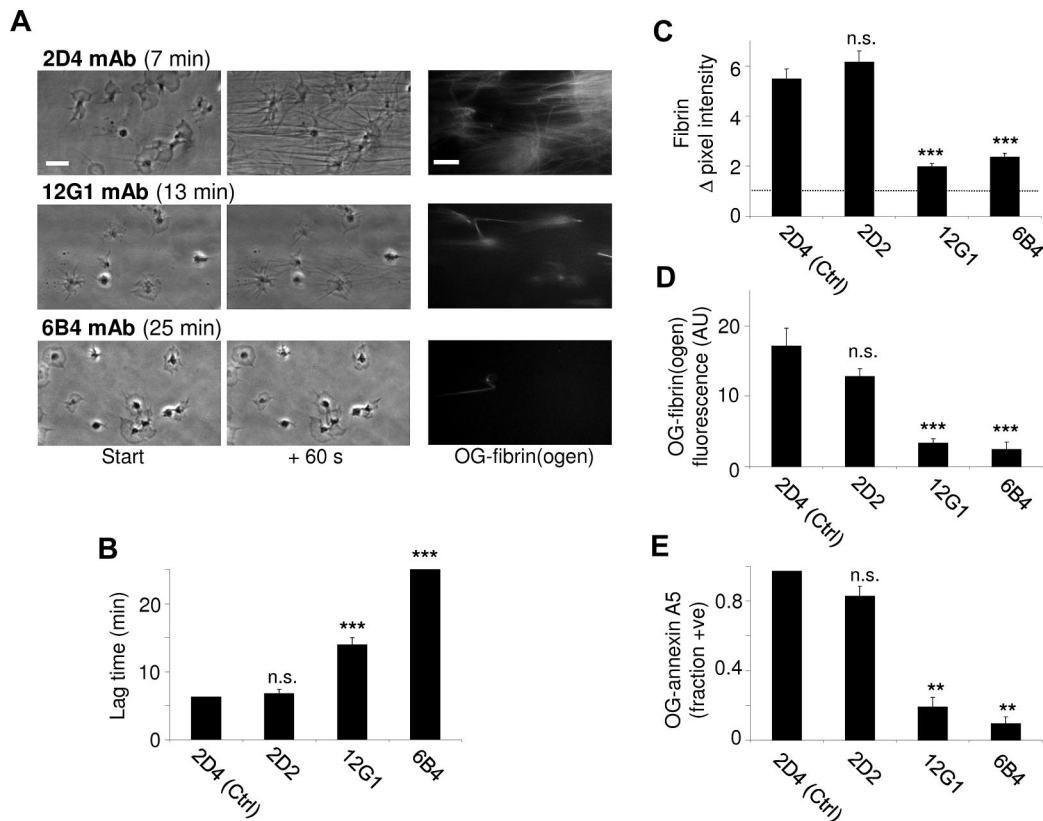 A
2D4 mAb (7 min)
12G1 mAb (13 min)
6B4 mAb (25 min)
Start
+ 60 s
OG-fibrin(ogen)
B
Lag time (min)
20
10
0
n.s.
***
***
2D4 (Ctrl)
2D2
12G1
6B4
C
Fibrin
Δ pixel intensity
6
4
2
0
n.s.
***
***
2D4 (Ctrl)
2D2
12G1
6B4
D
OG-fibrin(ogen)
fluorescence (AU)
20
10
0
n.s.
***
***
2D4 (Ctrl)
2D2
12G1
6B4
E
OG-annexin A5
(fraction +ve)
0.8
0.4
0
n.s.
**
**
2D4 (Ctrl)
2D2
12G1
6B4